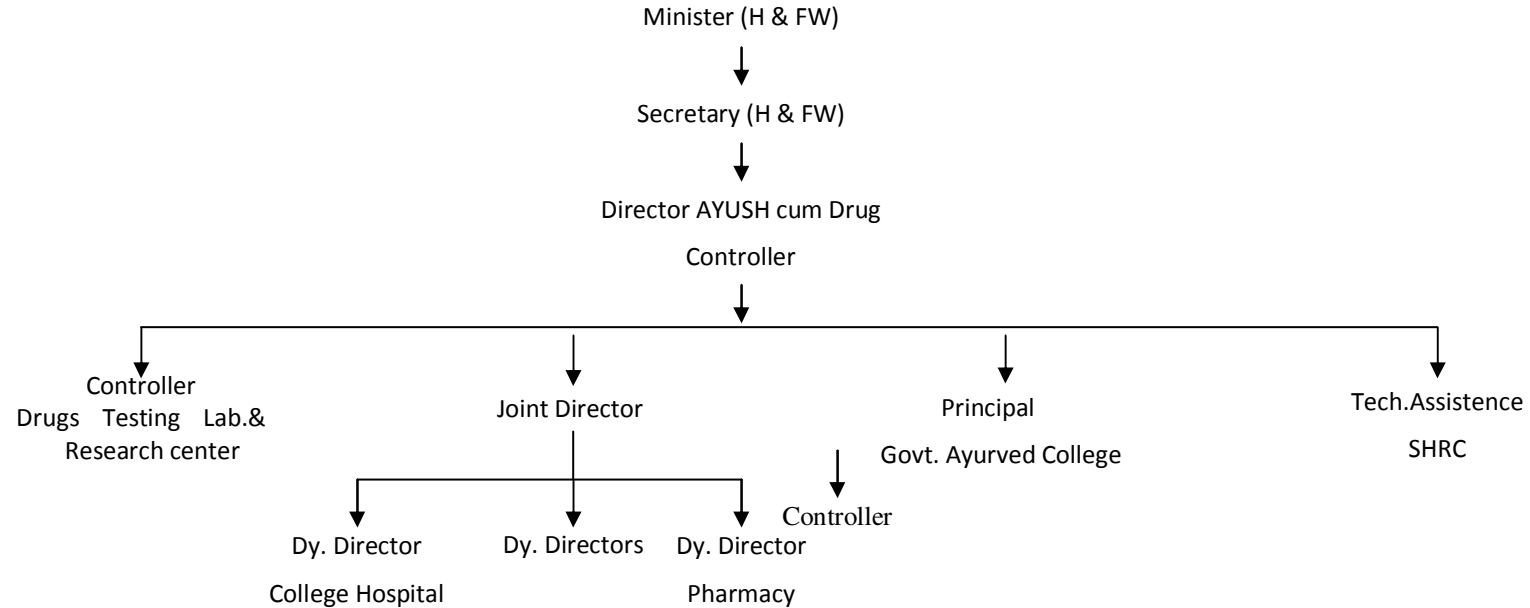 Minister (H & FW)
Secretary (H & FW)
Director AYUSH cum Drug
Controller
Controller
Drugs Testing Lab.&
Research center
Joint Director
Principal
Govt. Ayurved College
Tech.Assistence
SHRC
Controller
Dy. Director
College Hospital
Dy. Directors
Dy. Director
Pharmacy